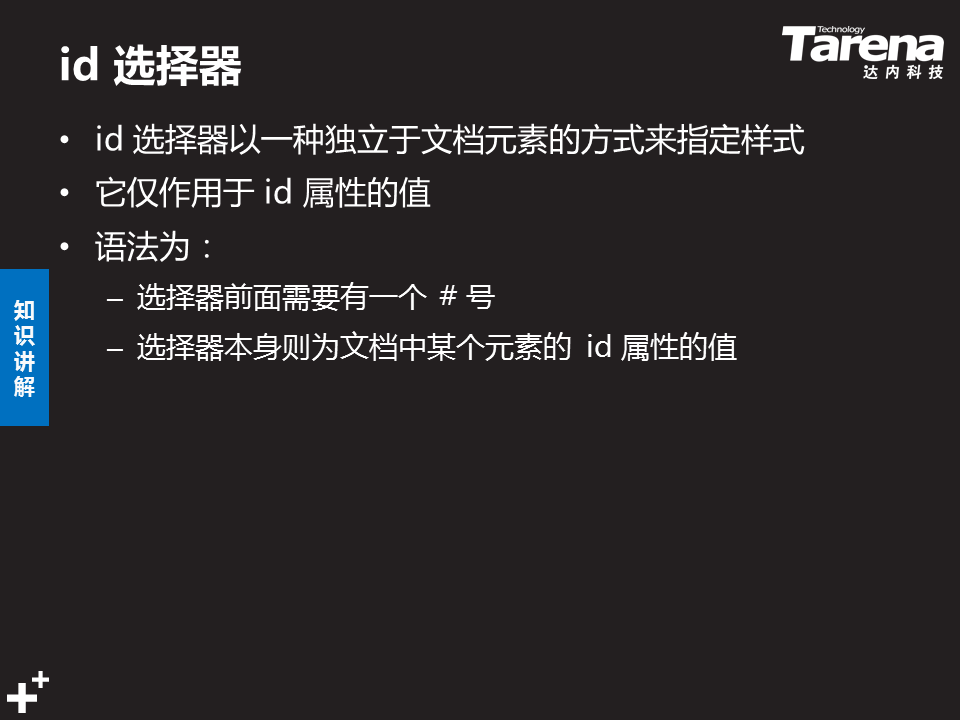 id 选择器
Technology
Tarena
达内科技
• id 选择器以一种独立于文档元素的方式来指定样式
• 它仅作用于 id 属性的值
• 语法为：
– 选择器前面需要有一个 # 号
– 选择器本身则为文档中某个元素的 id 属性的值
知识讲解